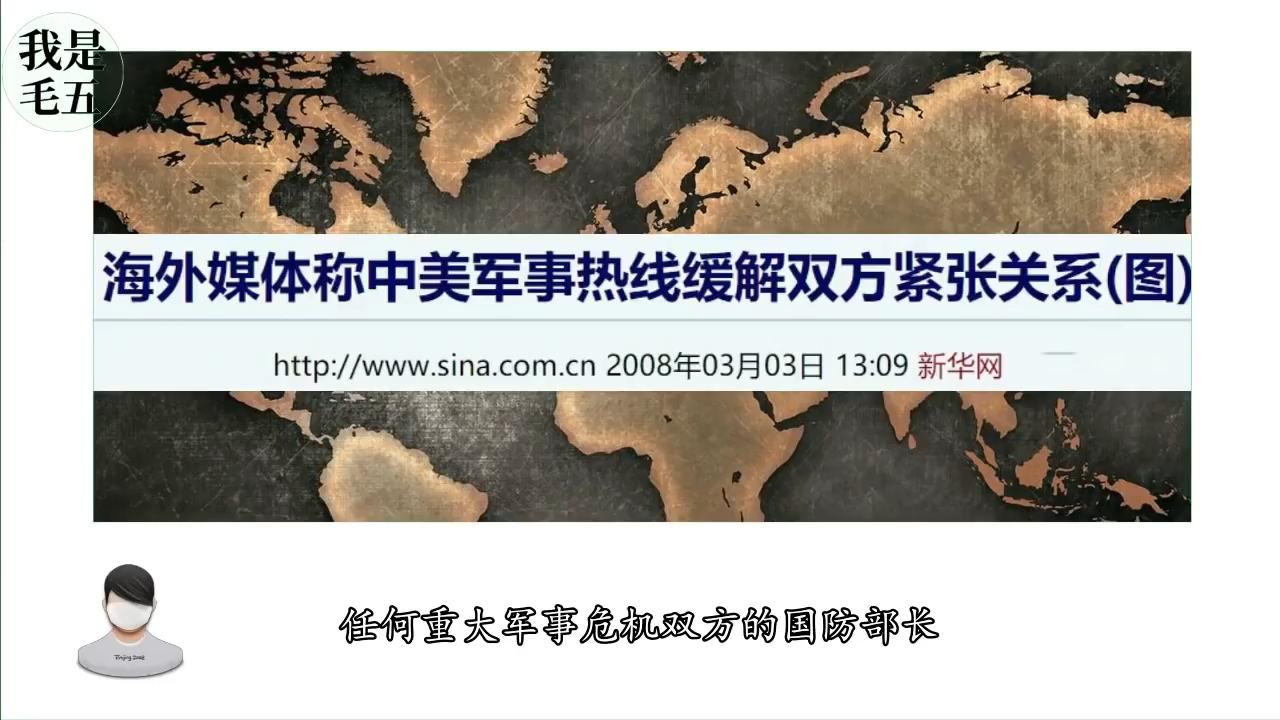 我是
毛五
海外媒体称中美军事热线缓解双方紧张关系(图)
http://www.sina.com.cn 2008年03月03日 13:09 新华网
任何重大军事危机双方的国防部长